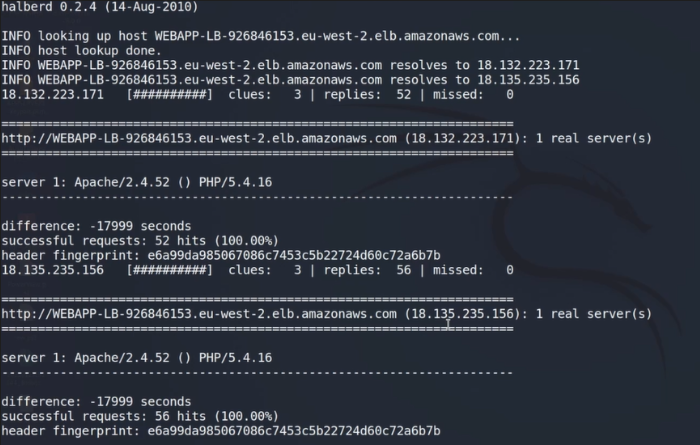 halberd 0.2.4 (14-Aug-2010)
INFO looking up host WEBAPP-LB-926846153.eu-west-2.elb.amazonaws.com...
INFO host lookup done.
INFO WEBAPP-LB-926846153.eu-west-2.elb.amazonaws.com resolves to 18.132.223.171
INFO WEBAPP-LB-926846153.eu-west-2.elb.amazonaws.com resolves to 18.135.235.156
18.132.223.171   [##########]  clues:   3 | replies:  52 | missed:   0
======================================================================
http://WEBAPP-LB-926846153.eu-west-2.elb.amazonaws.com (18.132.223.171): 1 real server(s)
======================================================================
server 1: Apache/2.4.52 () PHP/5.4.16
----------------------------------------------------------------------
difference: -17999 seconds
successful requests: 52 hits (100.00%)
header fingerprint: e6a99da985067086c7453c5b22724d60c72a6b7b
18.135.235.156   [##########]  clues:   3 | replies:  56 | missed:   0
======================================================================
http://WEBAPP-LB-926846153.eu-west-2.elb.amazonaws.com (18.135.235.156): 1 real server(s)
======================================================================
server 1: Apache/2.4.52 () PHP/5.4.16
----------------------------------------------------------------------
difference: -17999 seconds
successful requests: 56 hits (100.00%)
header fingerprint: e6a99da985067086c7453c5b22724d60c72a6b7b